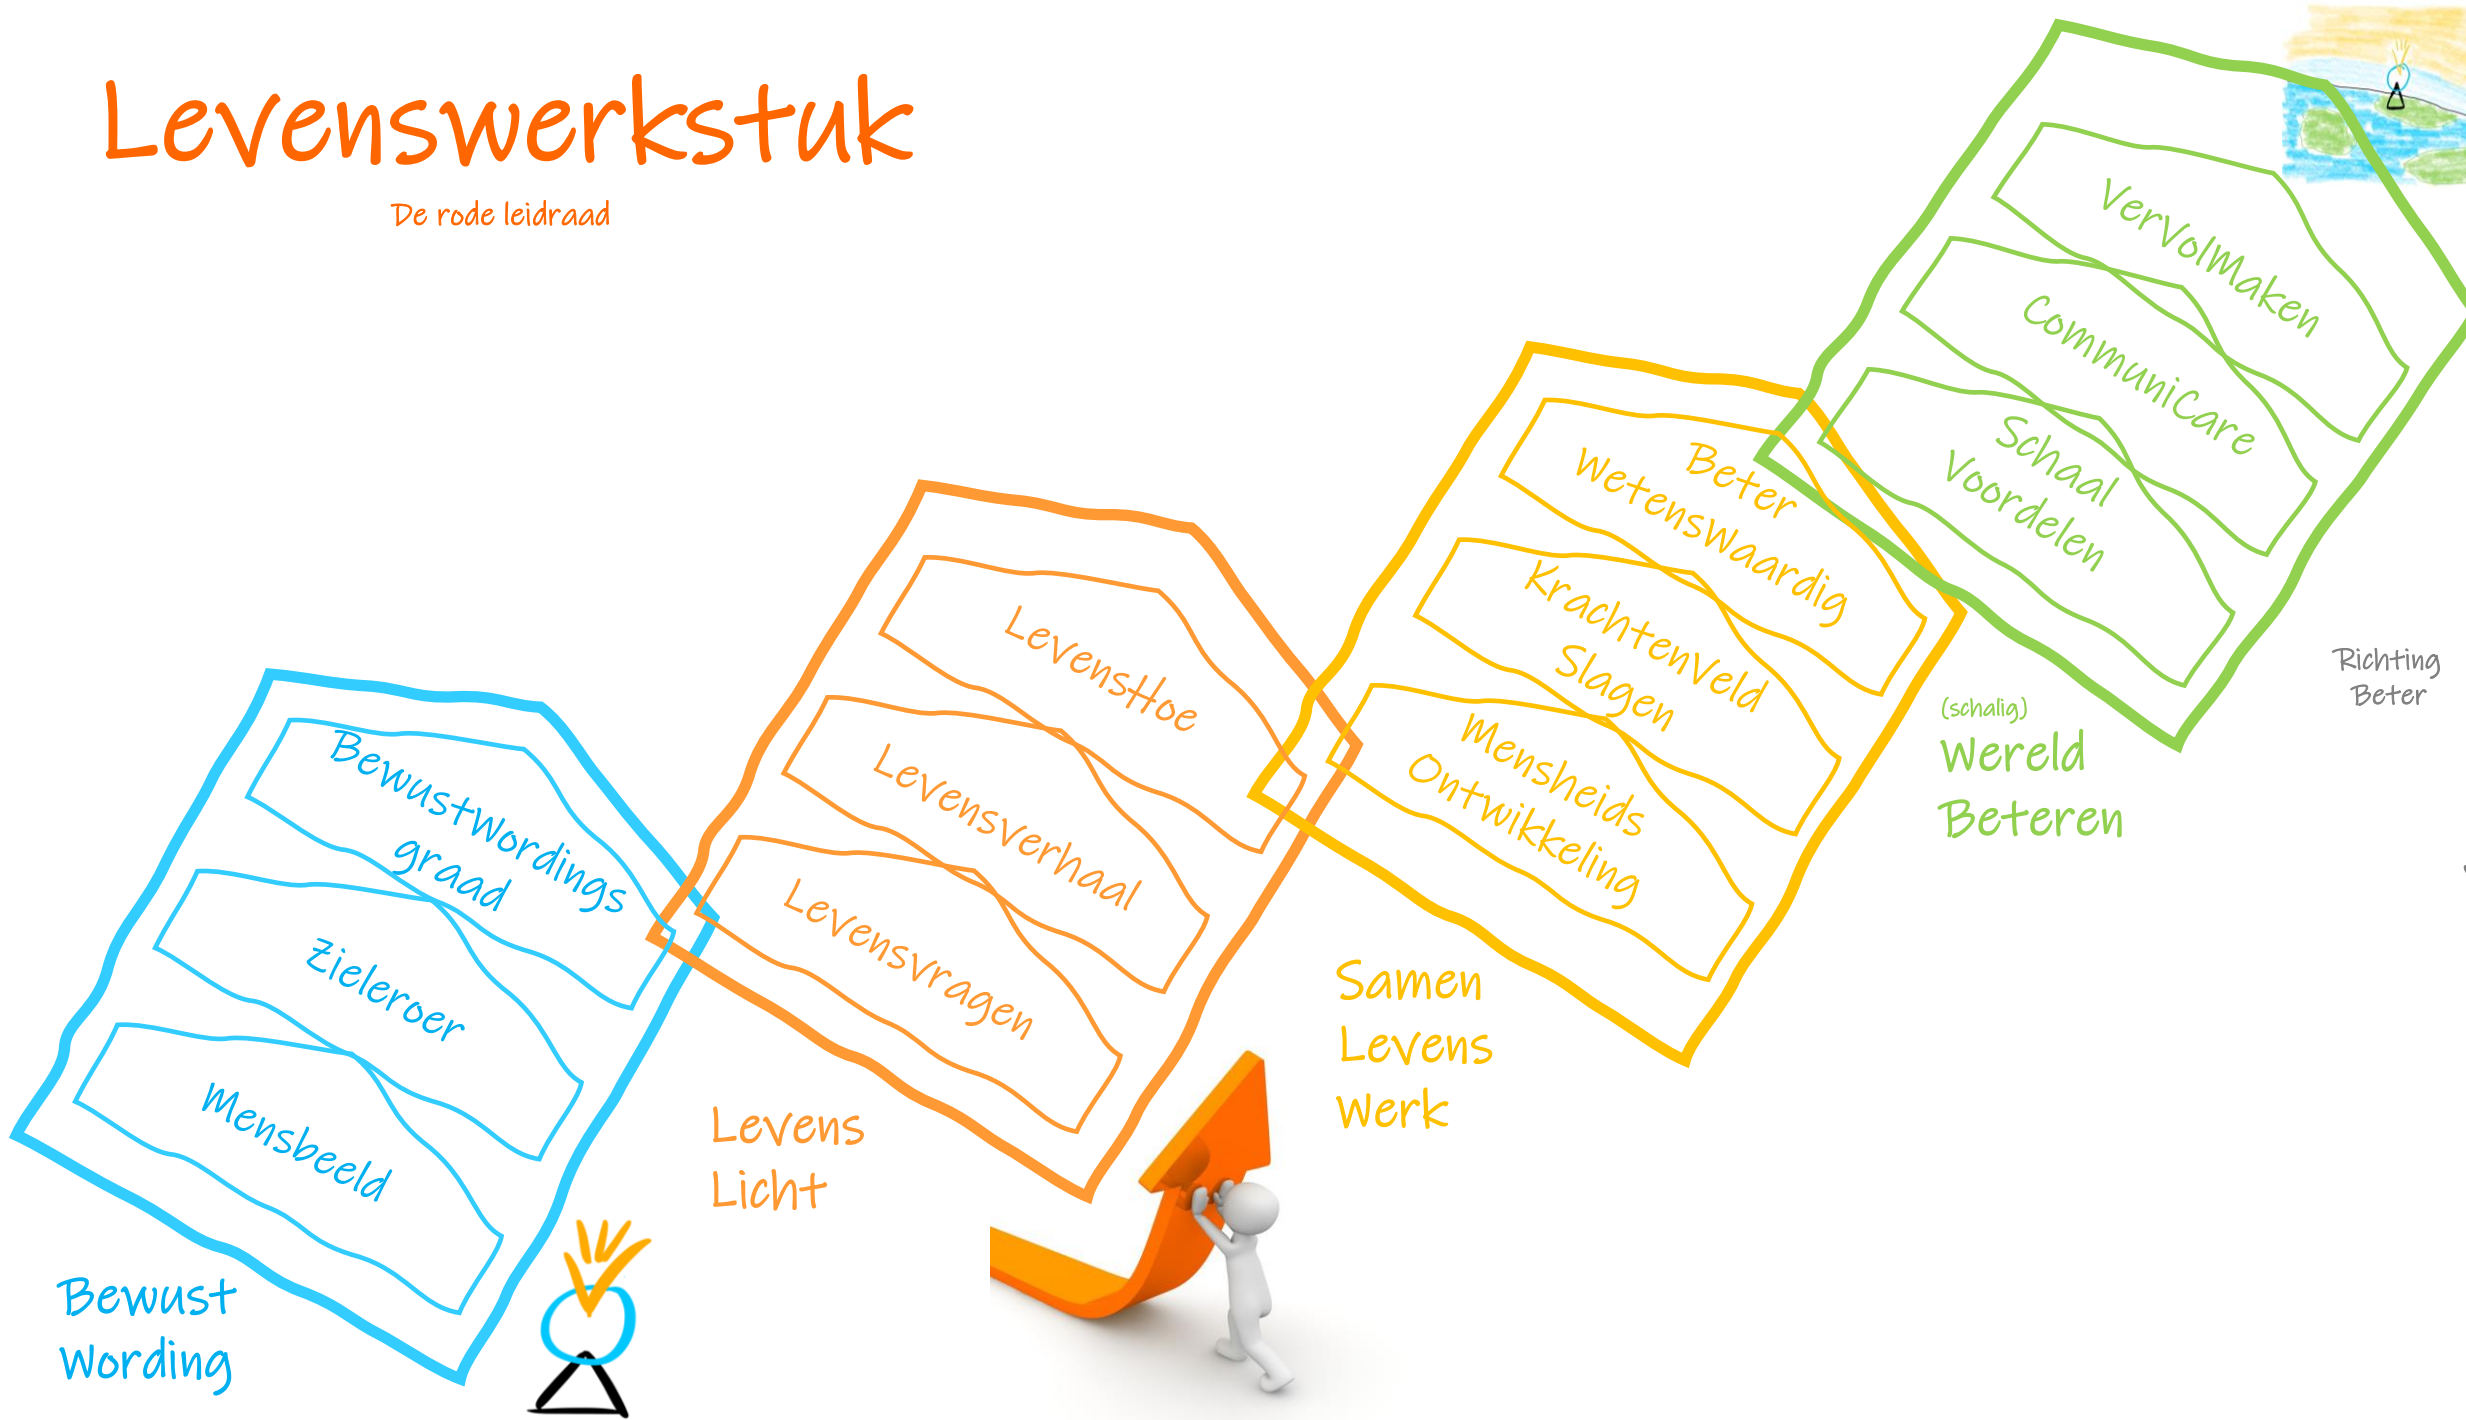 Levenswerkstuk
De rode leidraad
BewustWordings
graad
Zieleroer
Mensbeeld
Bewust
Wording
LevensHoe
Levensverhaal
Levensvragen
Levens
Licht
Beter
WetensWaardig
KrachtenVeld
Slagen
Mensheids
Ontwikkeling
Samen
Levens
Werk
VerVolMaken
CommuniCare
Schaal
Voordelen
(schalig)
Wereld
Beteren
Richting
Beter